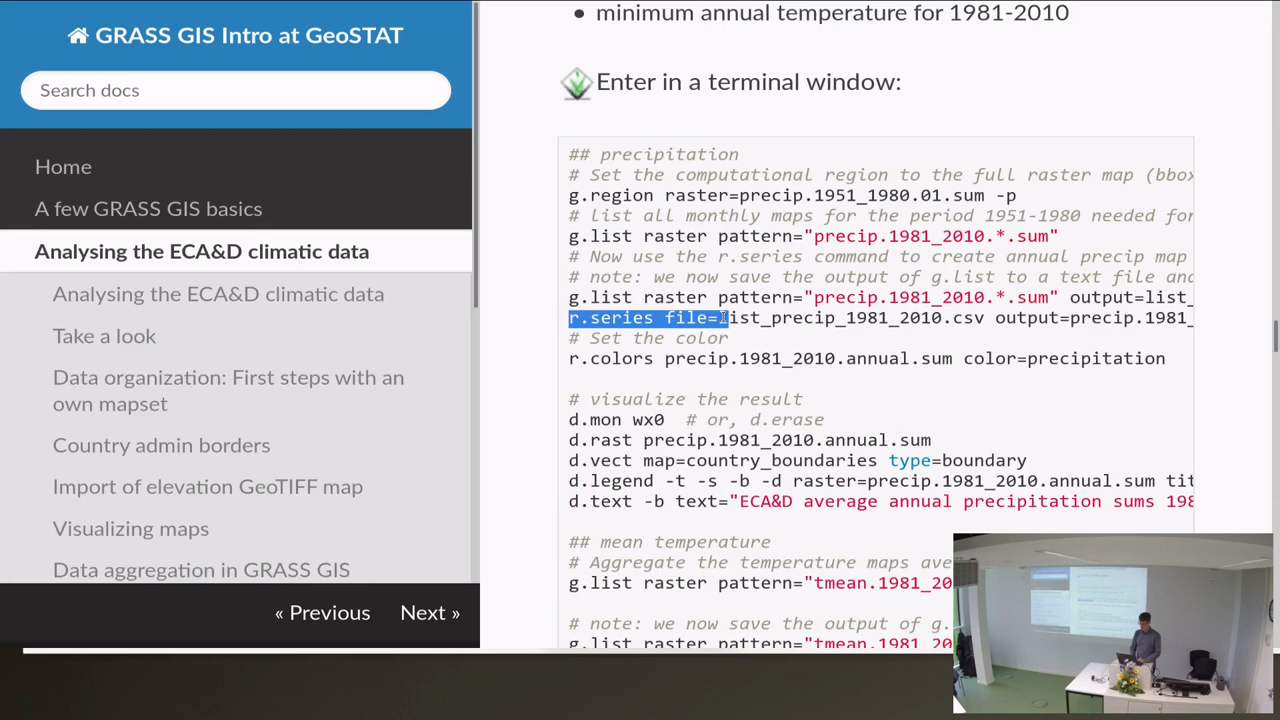 GRASS GIS Intro at GeoSTAT
Search docs
Home
A few GRASS GIS basics
Analysing the ECA&D climatic data
Analysing the ECA&D climatic data
Take a look
Data organization: First steps with an
own mapset
Country admin borders
Import of elevation GeoTIFF map
Visualizing maps
Data aggregation in GRASS GIS
« Previous
Next »
• minimum annual temperature for 1981-2010
Enter in a terminal window:
## precipitation
# Set the computational region to the full raster map (bbox
g.region raster=precip.1951_1980.01.sum -p
# list all monthly maps for the period 1951-1980 needed for
g.list raster pattern="precip.1981_2010.*.sum"
# Now use the r.series command to create annual precip map
# note: we now save the output of g.list to a text file and
g.list raster pattern="precip.1981_2010.*.sum" output=list_
r.series file=list_precip_1981_2010.csv output=precip.1981_
# Set the color
r.colors precip.1981_2010.annual.sum color=precipitation
# visualize the result
d.mon wx0 # or, d.erase
d.rast precip.1981_2010.annual.sum
d.vect map=country_boundaries type=boundary
d.legend -t -s -b -d raster=precip.1981_2010.annual.sum tit
d.text -b text="ECA&D average annual precipitation sums 198
## mean temperature
# Aggregate the temperature maps ave
g.list raster pattern="tmean.1981_20
# note: we now save the output of g.
g.list raster pattern="tmean.1981_20